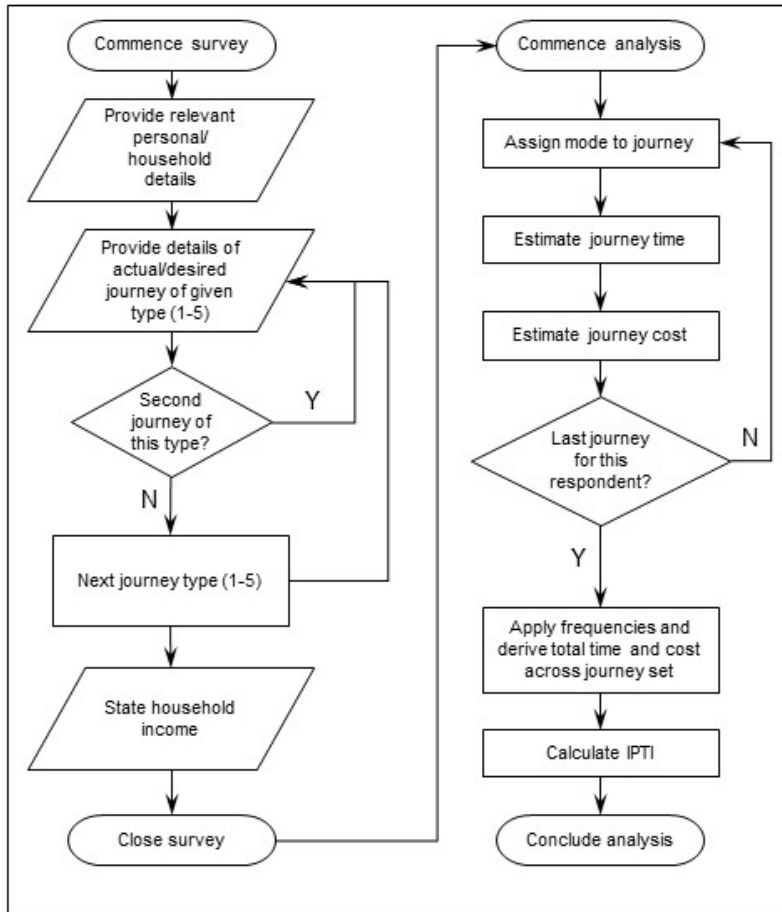 Commence survey
Provide relevant
personal/
household
details
Provide details of
actual/desired
journey of given
type (1-5)
Second
journey of
this type?
Y
N
Next journey type (1-5)
State household
income
Close survey
Commence analysis
Assign mode to journey
Estimate journey time
Estimate journey cost
Last journey
for this
respondent?
N
Y
Apply frequencies and
derive total time and cost
across journey set
Calculate IPTI
Conclude analysis